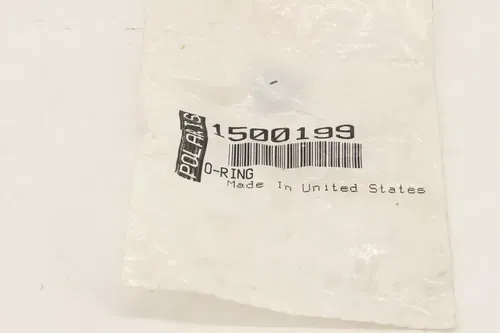 POLARIS
1500199
O-RING
Made In United States